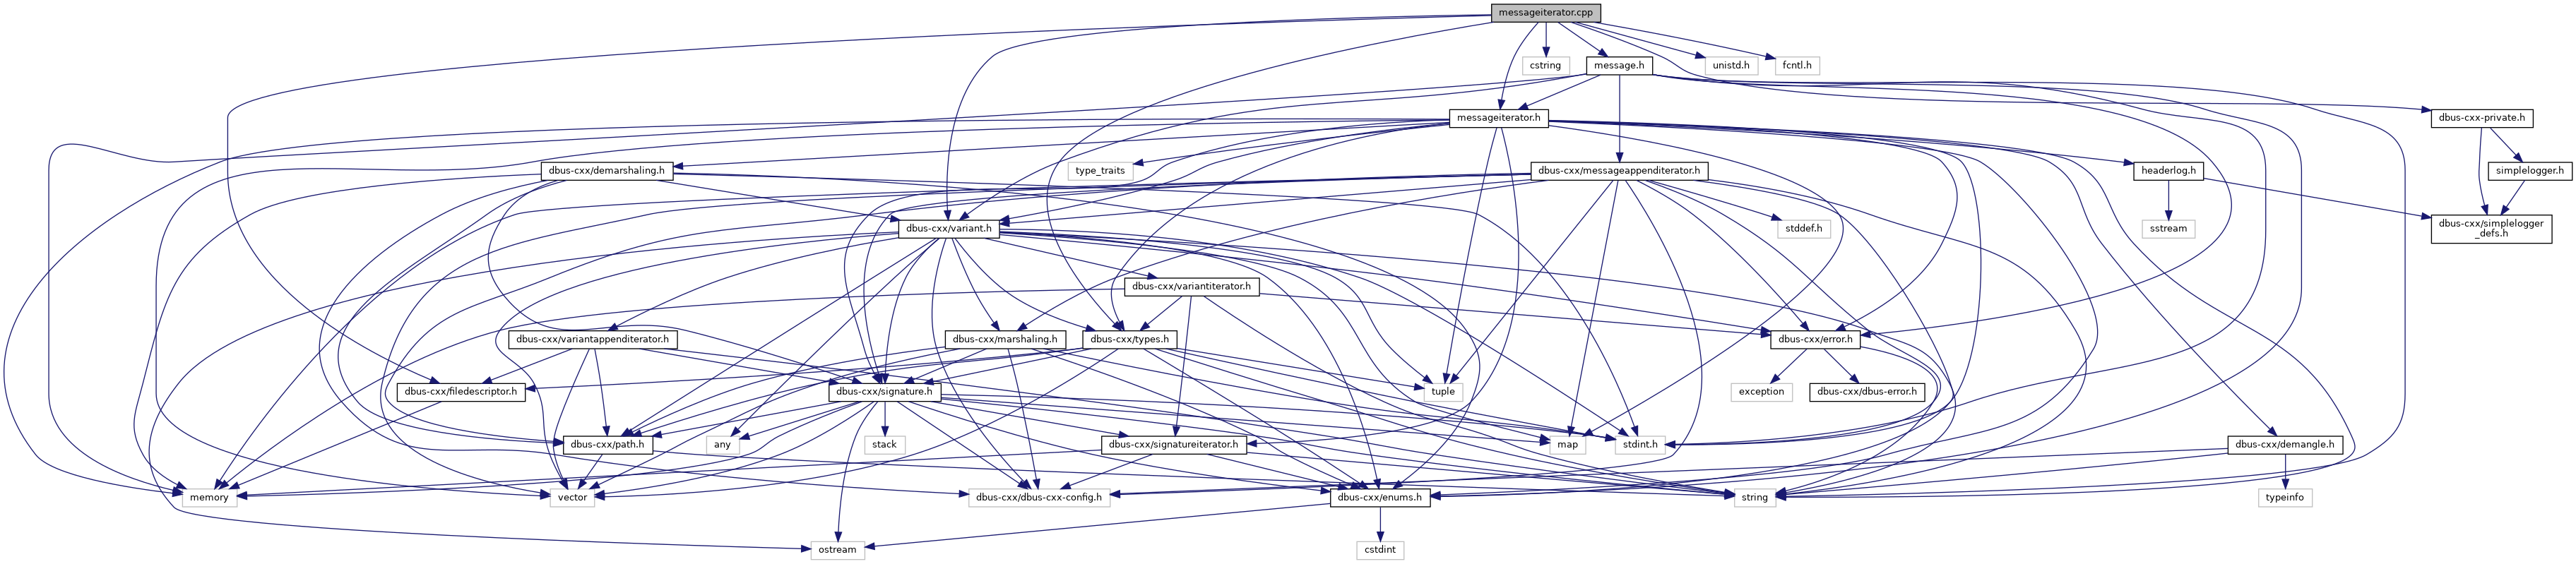 messageiterator.cpp
cstring
message.h
unistd.h
fcntl.h
messageiterator.h
dbus-cxx-private.h
dbus-cxx/demarshaling.h
type_traits
dbus-cxx/messageappenditerator.h
headerlog.h
simplelogger.h
dbus-cxx/variant.h
stddef.h
sstream
dbus-cxx/simplelogger
_defs.h
dbus-cxx/variantiterator.h
dbus-cxx/variantappenditerator.h
dbus-cxx/marshaling.h
dbus-cxx/types.h
dbus-cxx/error.h
dbus-cxx/filedescriptor.h
dbus-cxx/signature.h
tuple
exception
dbus-cxx/dbus-error.h
dbus-cxx/path.h
any
stack
dbus-cxx/signatureiterator.h
map
stdint.h
dbus-cxx/demangle.h
memory
vector
dbus-cxx/dbus-cxx-config.h
dbus-cxx/enums.h
string
typeinfo
ostream
cstdint